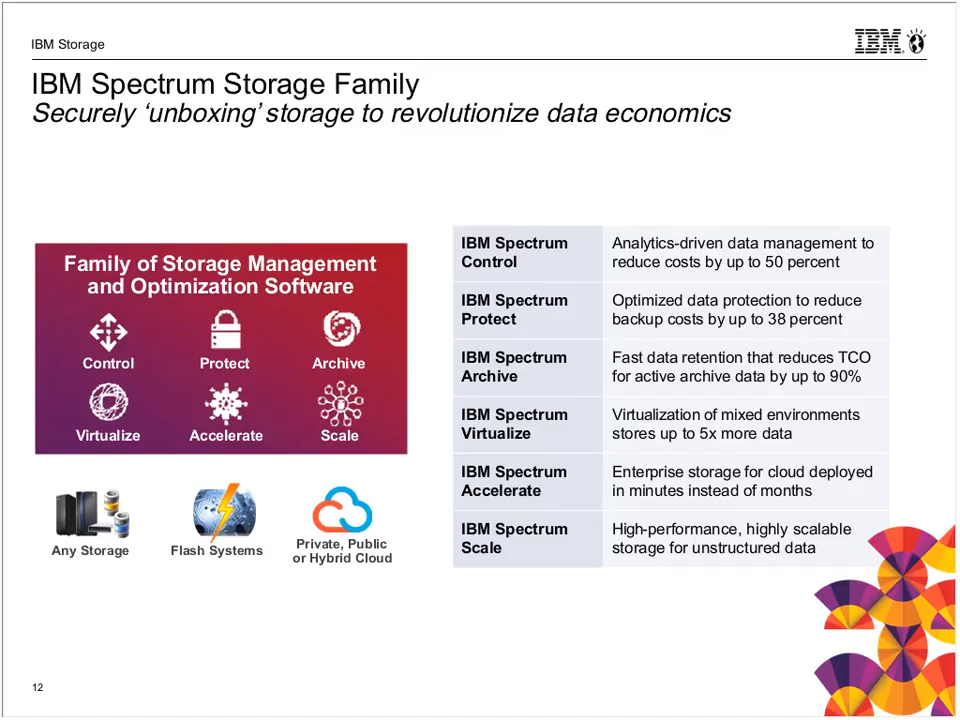 IBM Storage
IBM
IBM Spectrum Storage Family
Securely ‘unboxing’ storage to revolutionize data economics
Family of Storage Management
and Optimization Software
Control
Protect
Archive
Virtualize
Accelerate
Scale
Any Storage
Flash Systems
Private, Public
or Hybrid Cloud
IBM Spectrum
Control
Analytics-driven data management to
reduce costs by up to 50 percent
IBM Spectrum
Protect
Optimized data protection to reduce
backup costs by up to 38 percent
IBM Spectrum
Archive
Fast data retention that reduces TCO
for active archive data by up to 90%
IBM Spectrum
Virtualize
Virtualization of mixed environments
stores up to 5x more data
IBM Spectrum
Accelerate
Enterprise storage for cloud deployed
in minutes instead of months
IBM Spectrum
Scale
High-performance, highly scalable
storage for unstructured data
12